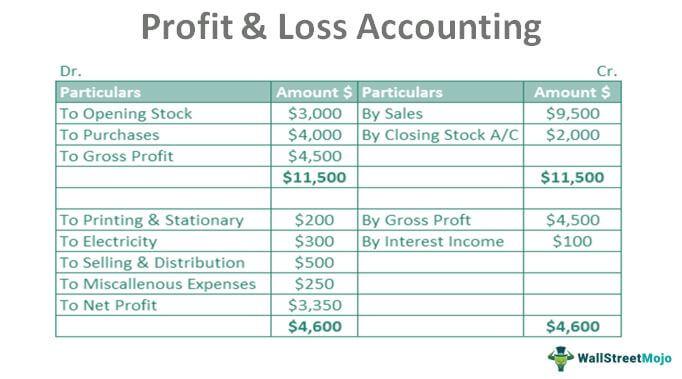 Profit & Loss Accounting
Dr. Cr.
Particulars Amount $ Particulars Amount $
To Opening Stock $3,000 By Sales $9,500
To Purchases $4,000 By Closing Stock A/C $2,000
To Gross Profit $4,500
$11,500 $11,500
To Printing & Stationary $200 By Gross Proft $4,500
To Electricity $300 By Interest Income $100
To Selling & Distribution $500
To Miscallenous Expenses $250
To Net Profit $3,350
$4,600 $4,600
WallStreetMojo